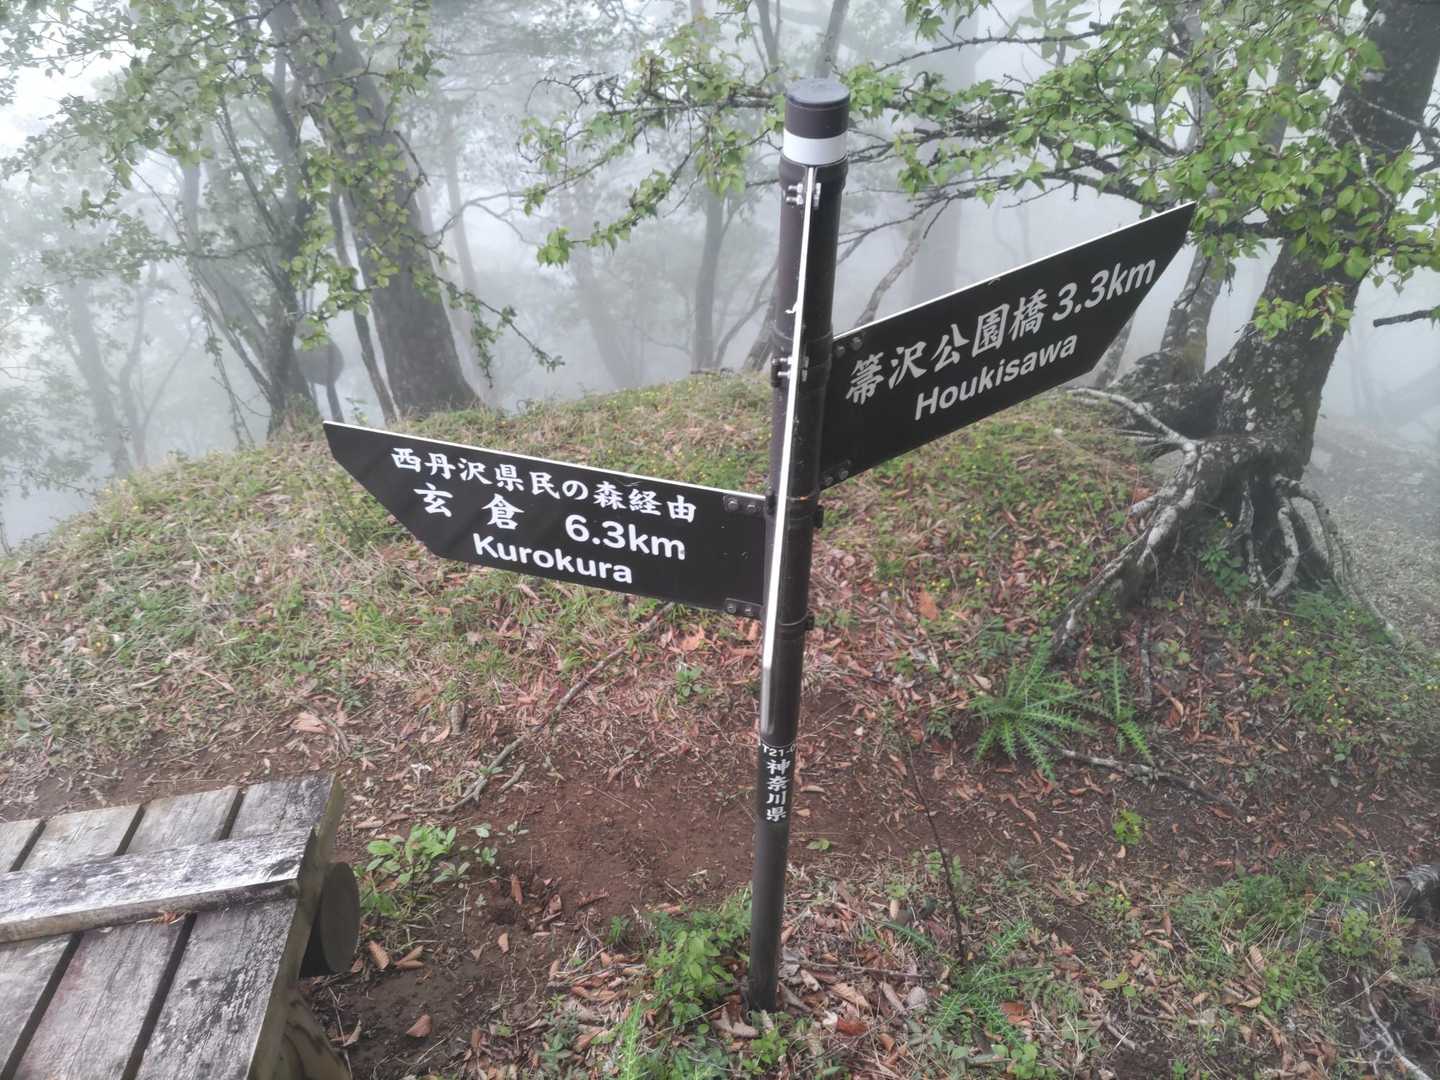 箒沢公園橋 3.3km
Houkisawa
西丹沢県民の森経由
玄倉 6.3km
Kurokura
神奈川県